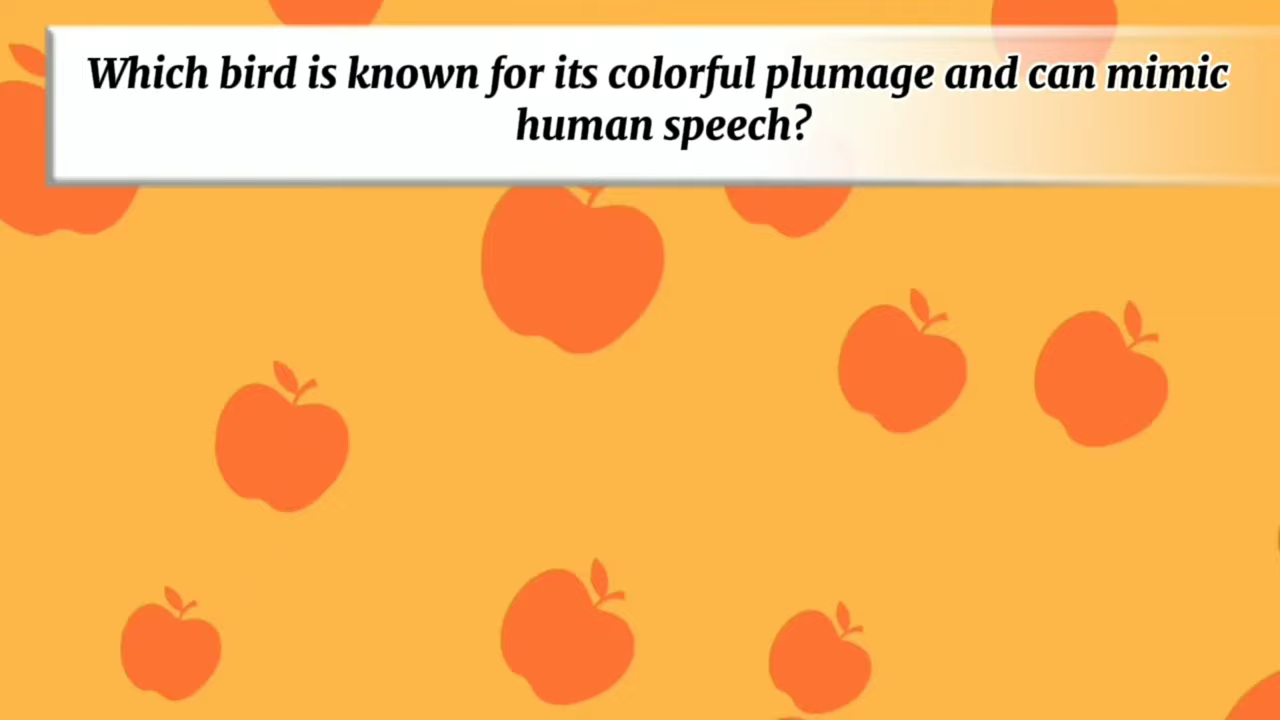 Which bird is known for its colorful plumage and can mimic
human speech?